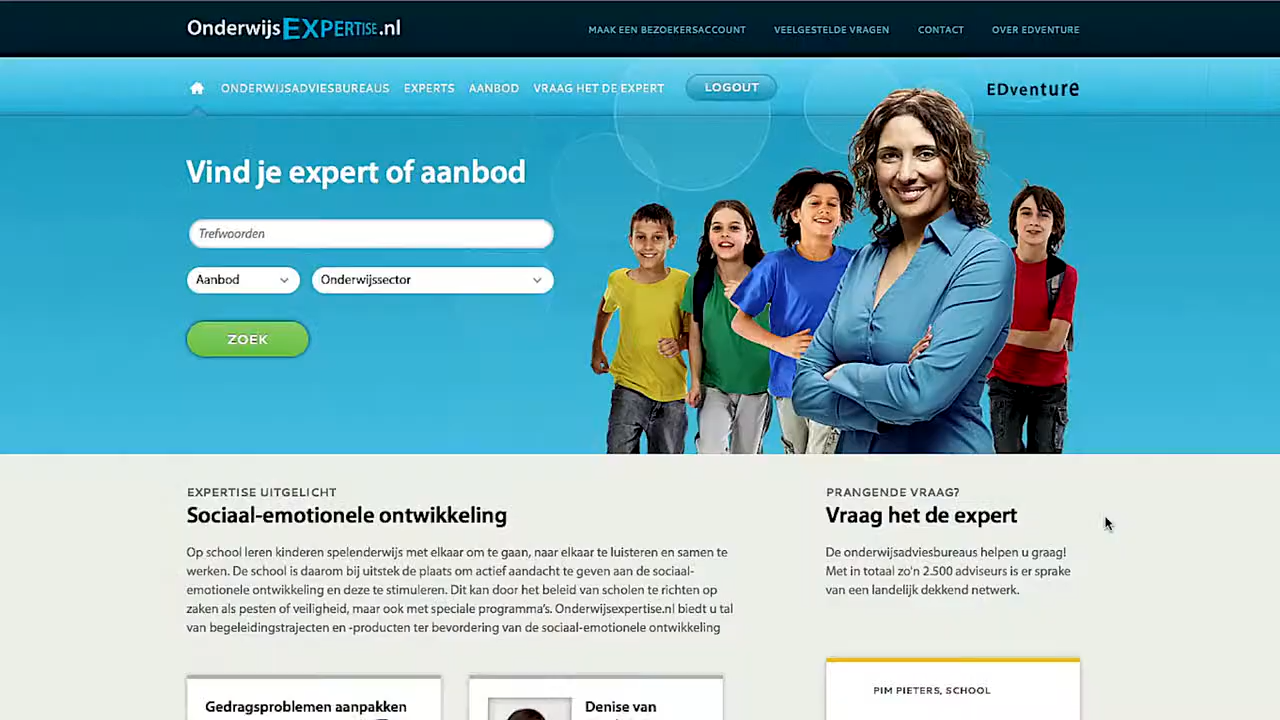 OnderwijsEXPERTISE.nl
MAAK EEN BEZOEKERSACCOUNT VEELGESTELDE VRAGEN CONTACT OVER EDVENTURE
ONDERWIJSADVIESBUREAUS EXPERTS AANBOD VRAAG HET DE EXPERT LOGOUT EDventure
Vind je expert of aanbod
Trefwoorden
Aanbod Onderwijssector
ZOEK
EXPERTISE UITGELICHT
Sociaal-emotionele ontwikkeling
Op school leren kinderen spelenderwijs met elkaar om te gaan, naar elkaar te luisteren en samen te
werken. De school is daarom bij uitstek de plaats om actief aandacht te geven aan de sociaal-
emotionele ontwikkeling en deze te stimuleren. Dit kan door het beleid van scholen te richten op
zaken als pesten of veiligheid, maar ook met speciale programma's. Onderwijsexpertise.nl biedt u tal
van begeleidingstrajecten en -producten ter bevordering van de sociaal-emotionele ontwikkeling
PRANGENDE VRAAG?
Vraag het de expert
De onderwijsadviesbureaus helpen u graag!
Met in totaal zo'n 2.500 adviseurs is er sprake
van een landelijk dekkend netwerk.
Gedragsproblemen aanpakken
Denise van
PIM PIETERS, SCHOOL